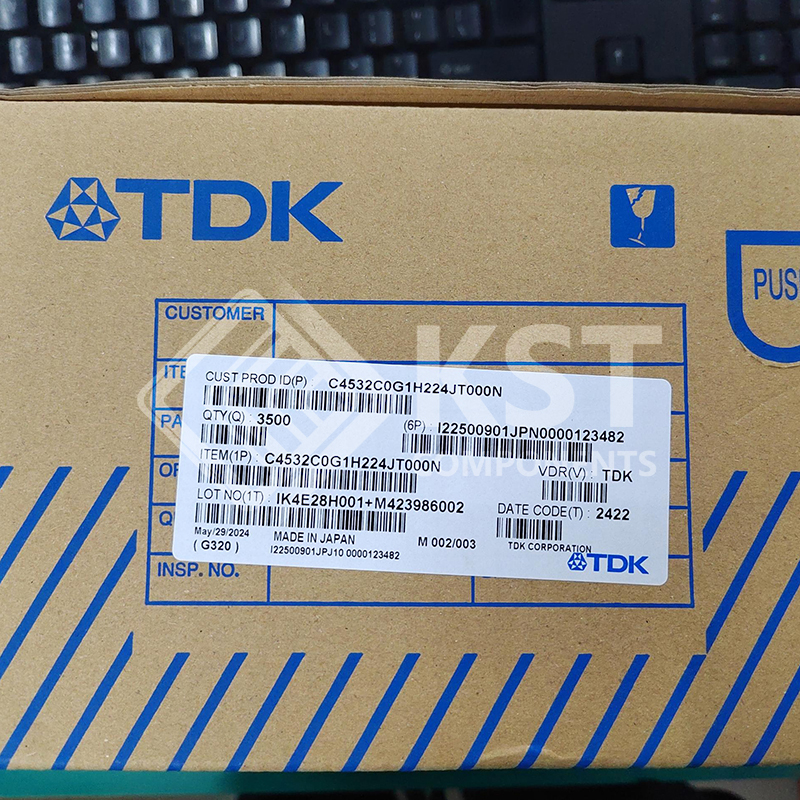 TDK
PUS
CUSTOMER
KST
COMPONENTS
CUST PROD ID(P) : C4532C0G1H224JT000N
QTY(Q) : 3500
(6P) : I22500901JPN0000123482
ITEM(1P) : C4532C0G1H224JT000N
VDR(V) : TDK
LOT NO(1T) : IK4E28H001+M423986002
DATE CODE(T) : 2422
May/29/2024
MADE IN JAPAN
M 002/003
TDK CORPORATION
( G320 )
I22500901JPJ10 0000123482
TDK
ITE
PA
OR
Q
INSP. NO.